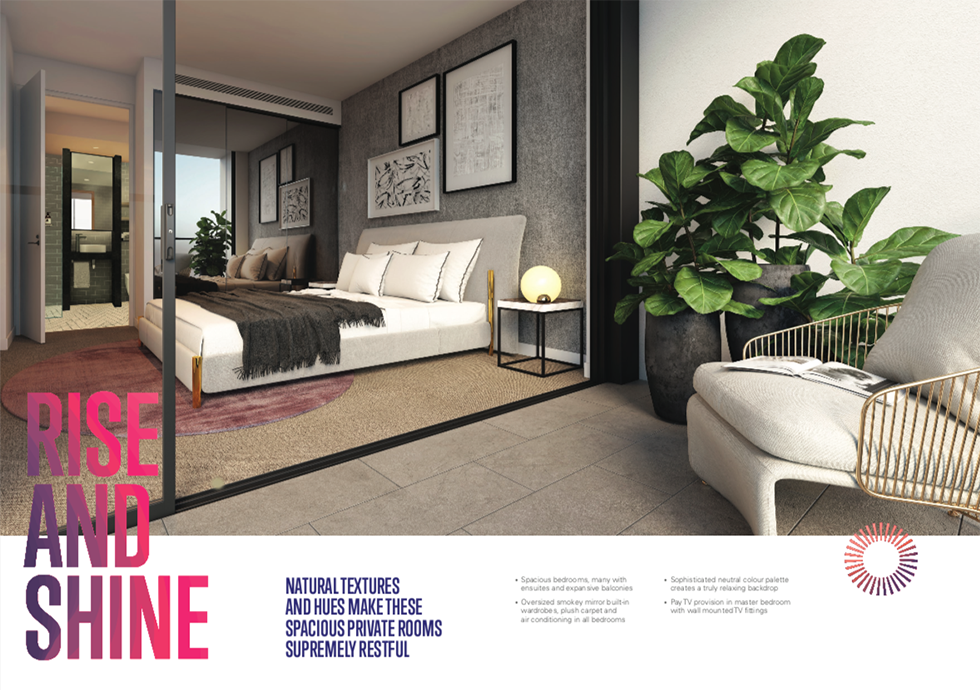 RISE
AND
SHINE
NATURAL TEXTURES
AND HUES MAKE THESE
SPACIOUS PRIVATE ROOMS
SUPREMELY RESTFUL
• Spacious bedrooms, many with
ensuites and expansive balconies
• Oversized smokey mirror built-in
wardrobes, plush carpet and
air conditioning in all bedrooms
• Sophisticated neutral colour palette
creates a truly relaxing backdrop
• Pay TV provision in master bedroom
with wall mounted TV fittings